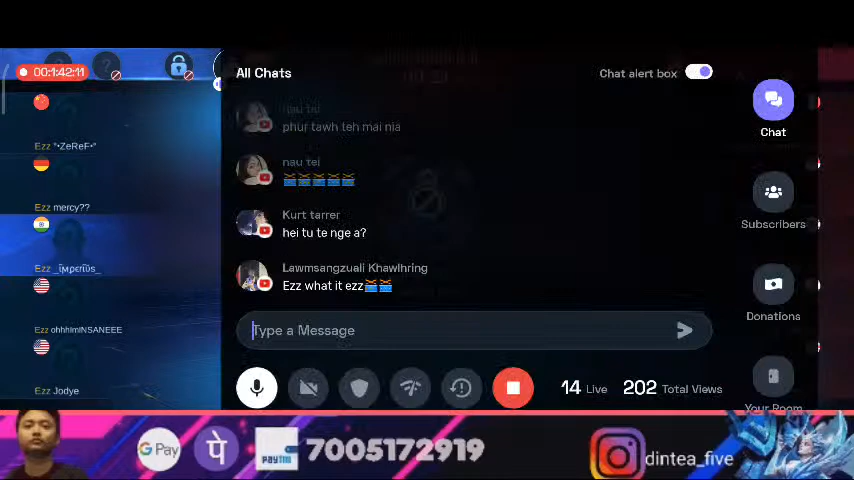 00:1:42:11
All Chats
Chat alert box
nau tei
phur tawh teh mai nia
Chat
nau tei
Kurt tarrer
hei tu te nge a?
Subscribers
Lawmsangzuali Khawlhring
Ezz what it ezz
Donations
Type a Message
14 Live 202 Total Views
Your Room
Ezz °•ZeReF•°
Ezz mercy??
Ezz ohhhImINSANEEE
Ezz Jodye
G Pay पे paytm 7005172919 dintea_five